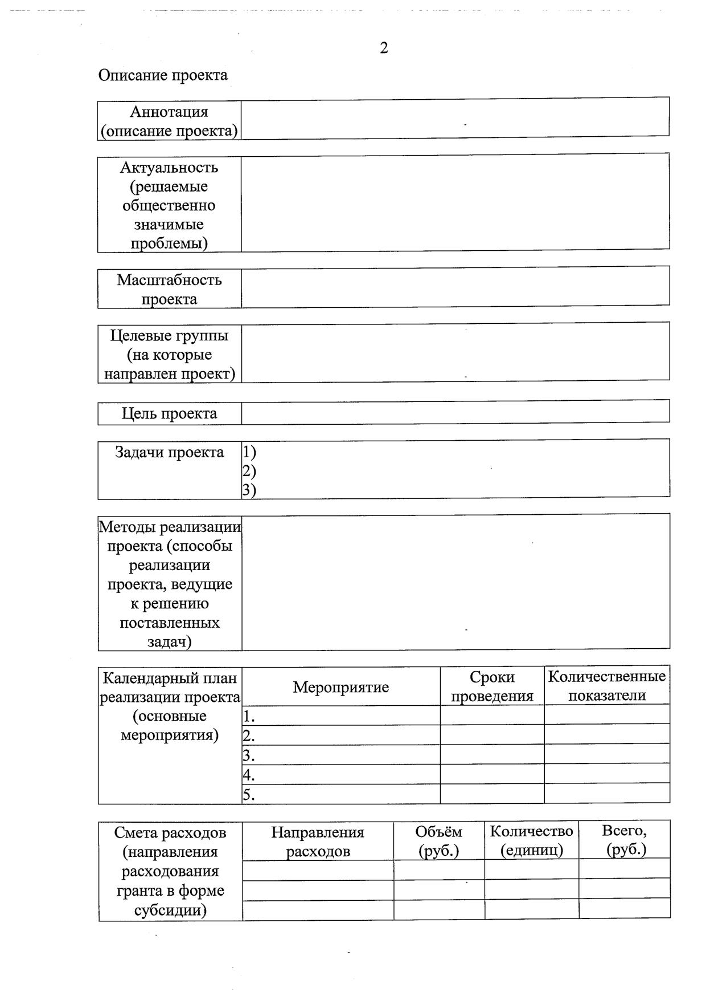 2
Описание проекта
Аннотация
(описание проекта)
Актуальность
(решаемые
общественно
значимые
проблемы)
Масштабность
проекта
Целевые группы
(на которые
направлен проект)
Цель проекта
Задачи проекта
1)
2)
3)
Методы реализации
проекта (способы
реализации
проекта, ведущие
к решению
поставленных
задач)
Календарный план
реализации проекта
(основные
мероприятия)
Мероприятие
Сроки
проведения
Количественные
показатели
1.
2.
3.
4.
5.
Смета расходов
(направления
расходования
гранта в форме
субсидии)
Направления
расходов
Объём
(руб.)
Количество
(единиц)
Всего,
(руб.)